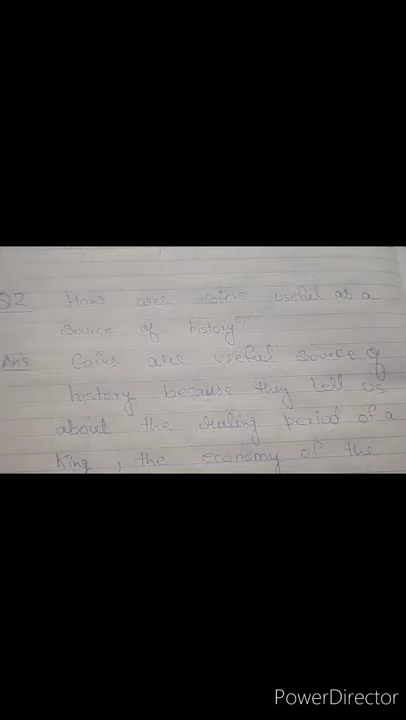 Q2 How are coins useful as a
source of history?
Ans Coins are useful source of
history because they tell us
about the ruling period of a
king, the economy of the
PowerDirector